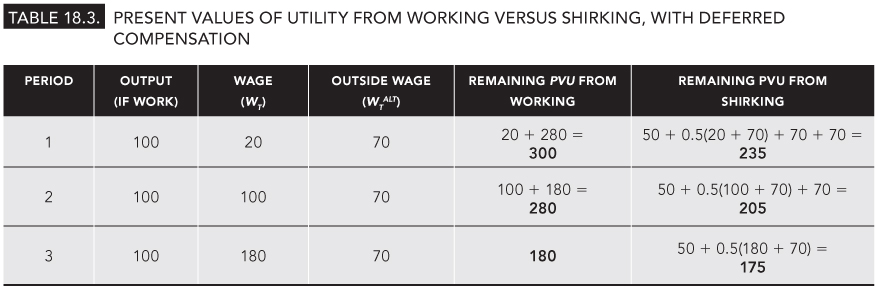 TABLE 18.3. PRESENT VALUES OF UTILITY FROM WORKING VERSUS SHIRKING, WITH DEFERRED
COMPENSATION
PERIOD OUTPUT (IF WORK) WAGE (W_T) OUTSIDE WAGE (W_T^ALT) REMAINING PVU FROM WORKING REMAINING PVU FROM SHIRKING
1 100 20 70 20 + 280 = 300 50 + 0.5(20 + 70) + 70 + 70 = 235
2 100 100 70 100 + 180 = 280 50 + 0.5(100 + 70) + 70 = 205
3 100 180 70 180 50 + 0.5(180 + 70) = 175